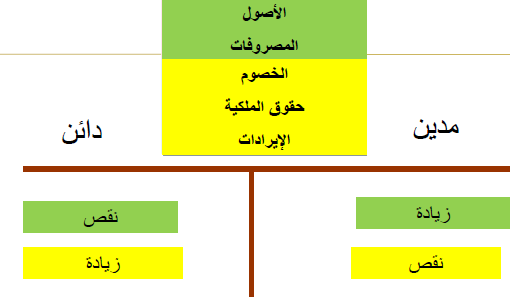 الأصول
المصروفات
الخصوم
حقوق الملكية
الإيرادات
مدين
دائن
زيادة
نقص
نقص
زيادة